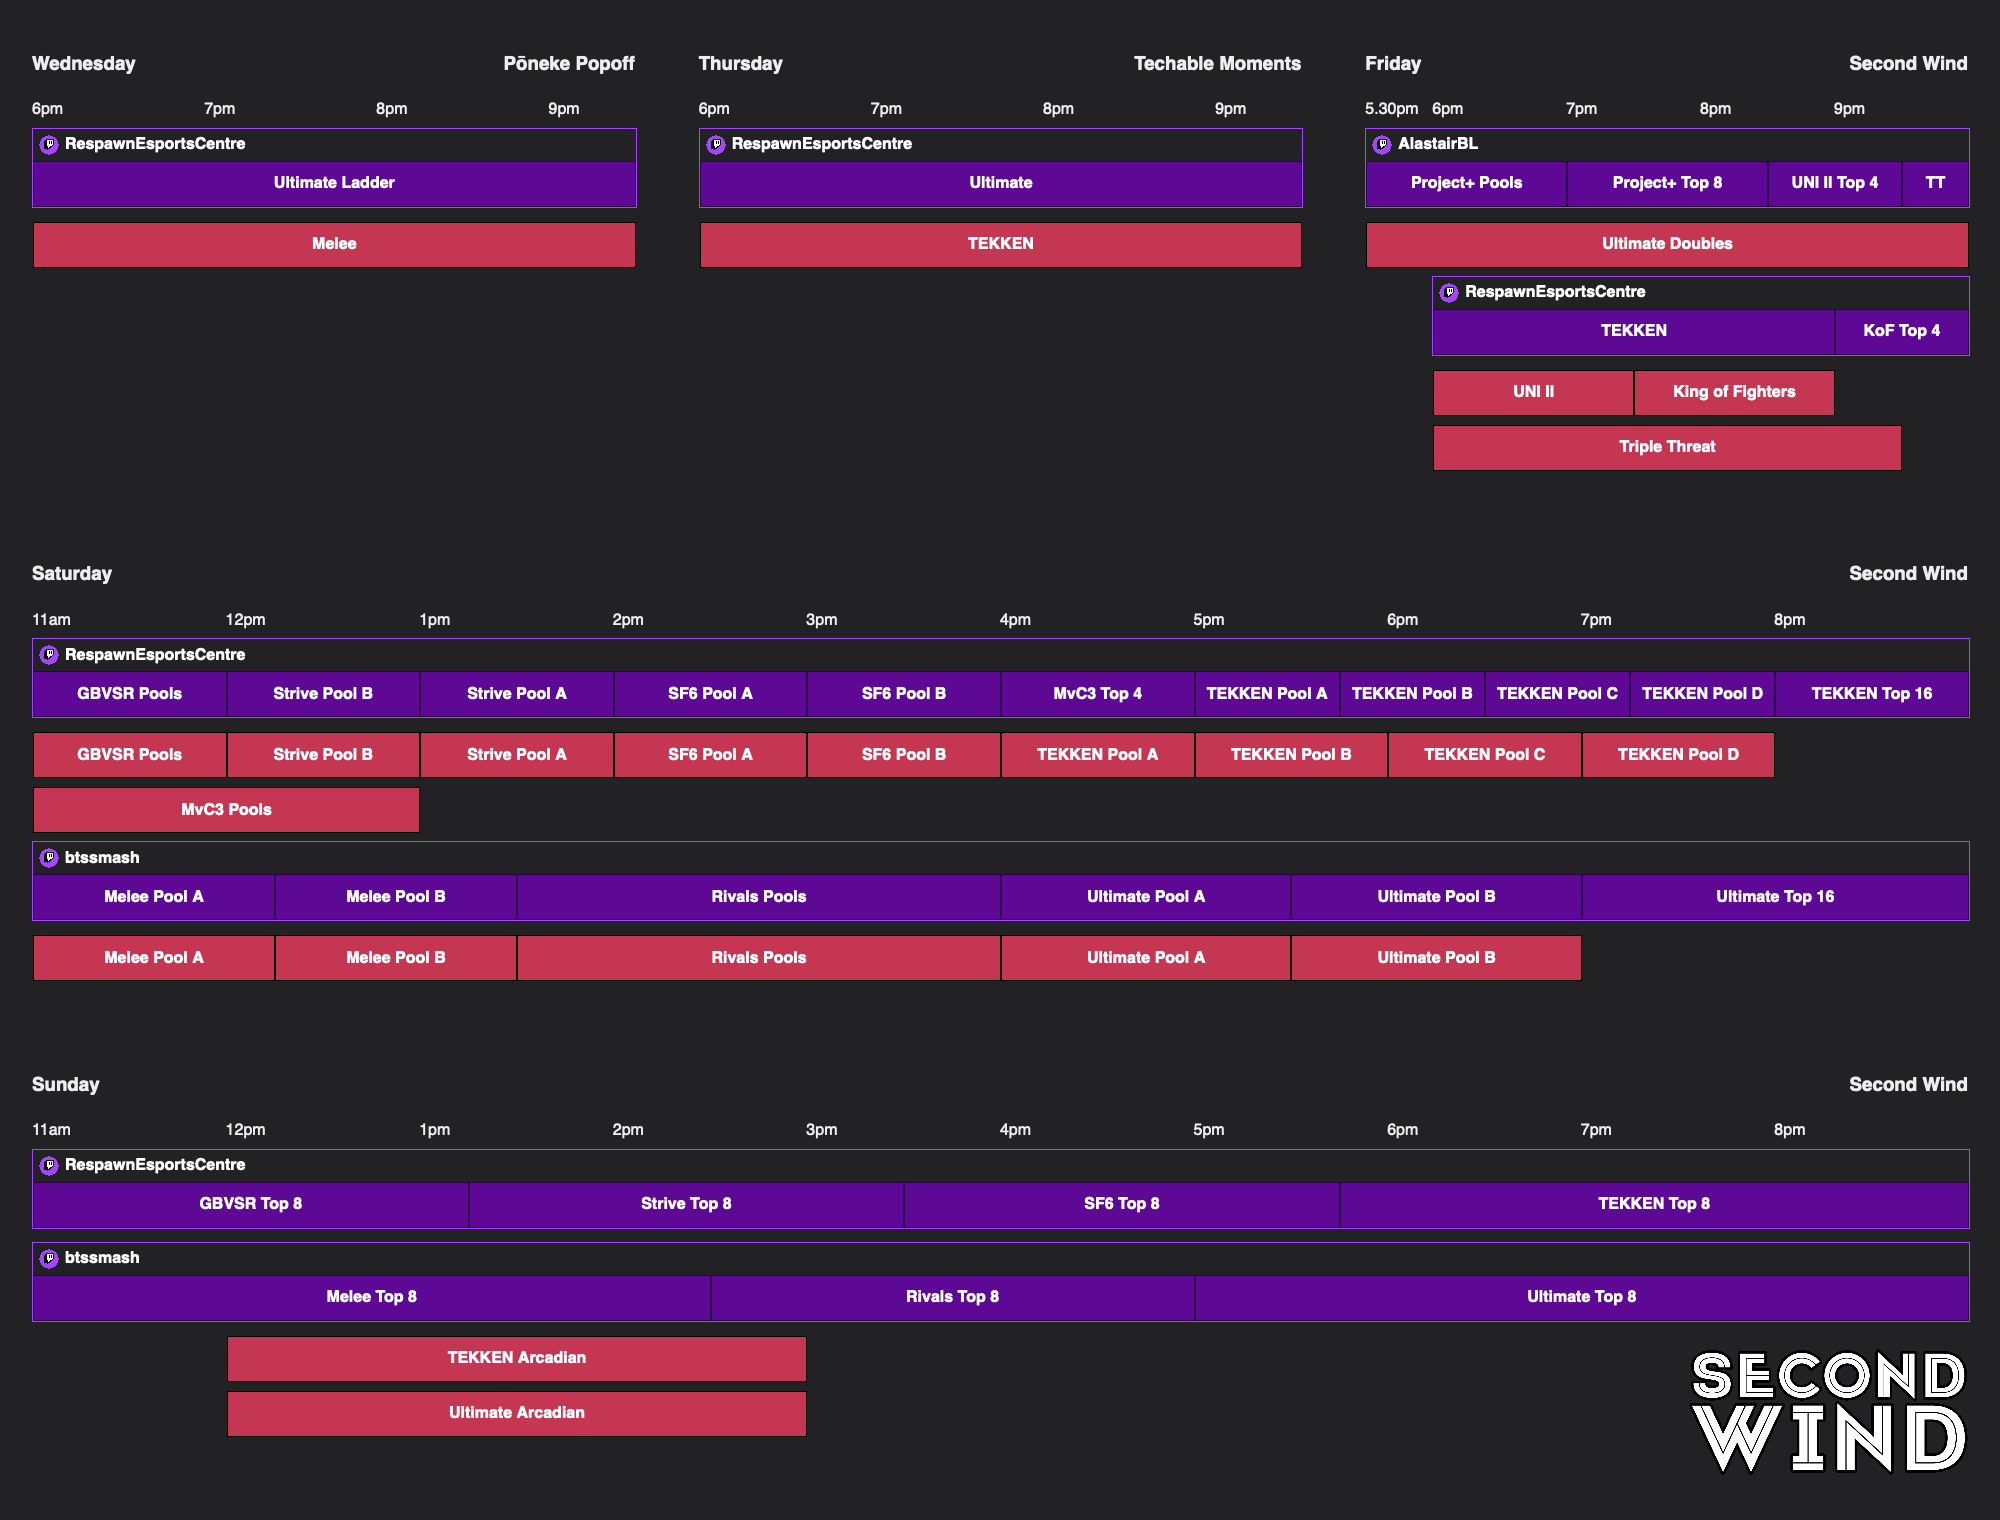 Wednesday Pōneke Popoff
6pm 7pm 8pm 9pm
RespawnEsportsCentre
Ultimate Ladder
Melee
Thursday Techable Moments
6pm 7pm 8pm 9pm
RespawnEsportsCentre
Ultimate
TEKKEN
Friday Second Wind
5.30pm 6pm 7pm 8pm 9pm
AlastairBL
Project+ Pools Project+ Top 8 UNI II Top 4 TT
Ultimate Doubles
RespawnEsportsCentre
TEKKEN KoF Top 4
UNI II King of Fighters
Triple Threat
Saturday Second Wind
11am 12pm 1pm 2pm 3pm 4pm 5pm 6pm 7pm 8pm
RespawnEsportsCentre
GBVSR Pools Strive Pool B Strive Pool A SF6 Pool A SF6 Pool B MvC3 Top 4 TEKKEN Pool A TEKKEN Pool B TEKKEN Pool C TEKKEN Pool D TEKKEN Top 16
GBVSR Pools Strive Pool B Strive Pool A SF6 Pool A SF6 Pool B TEKKEN Pool A TEKKEN Pool B TEKKEN Pool C TEKKEN Pool D
MvC3 Pools
btssmash
Melee Pool A Melee Pool B Rivals Pools Ultimate Pool A Ultimate Pool B Ultimate Top 16
Melee Pool A Melee Pool B Rivals Pools Ultimate Pool A Ultimate Pool B
Sunday Second Wind
11am 12pm 1pm 2pm 3pm 4pm 5pm 6pm 7pm 8pm
RespawnEsportsCentre
GBVSR Top 8 Strive Top 8 SF6 Top 8 TEKKEN Top 8
btssmash
Melee Top 8 Rivals Top 8 Ultimate Top 8
TEKKEN Arcadian
Ultimate Arcadian
SECOND
WIND